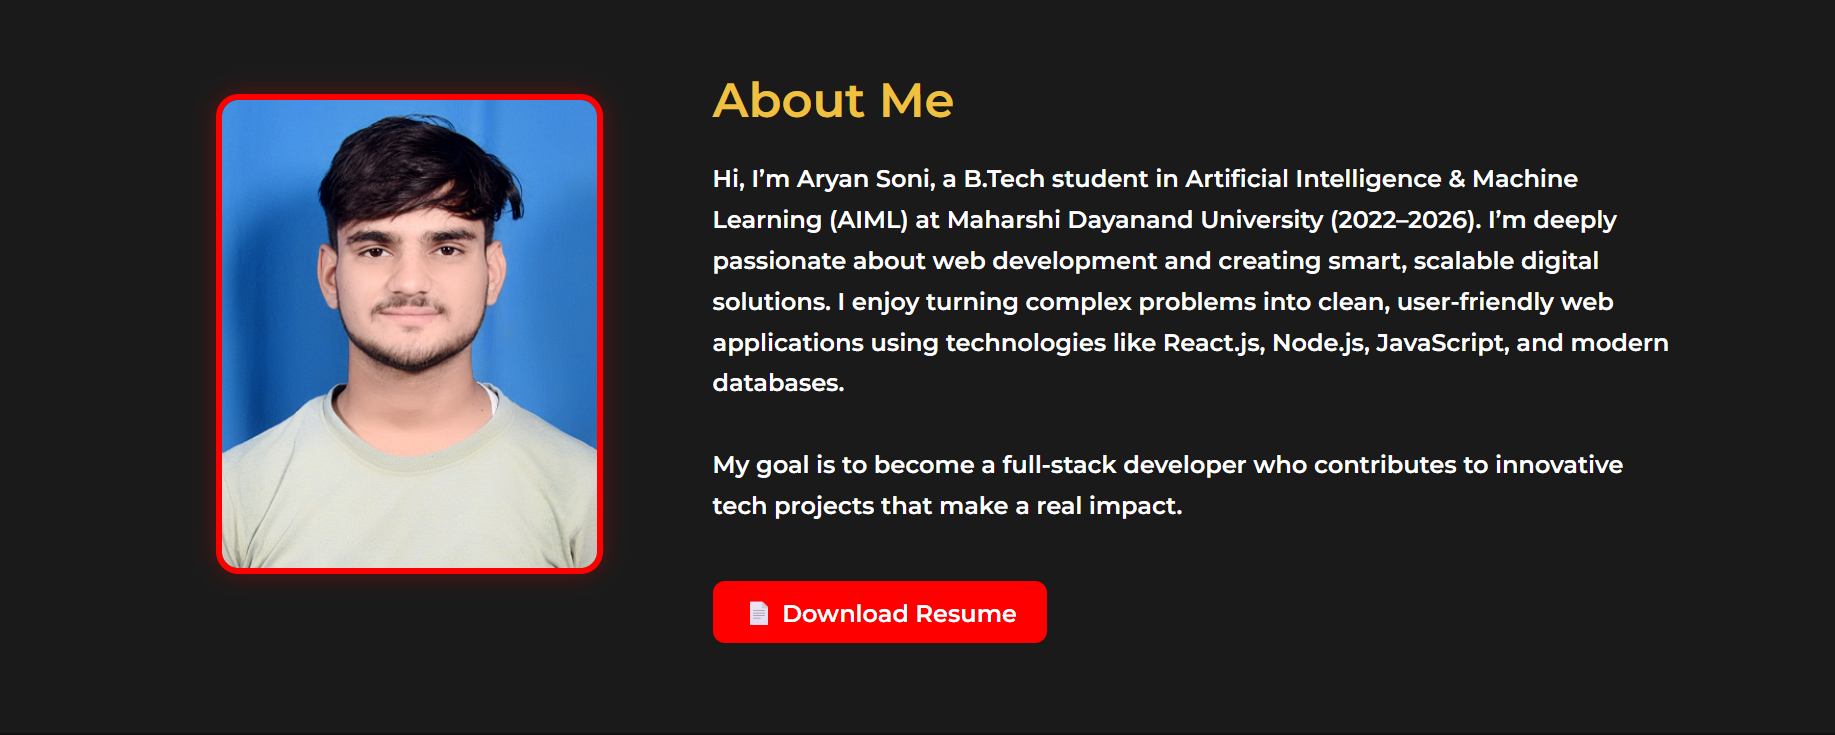 About Me
Hi, I’m Aryan Soni, a B.Tech student in Artificial Intelligence & Machine
Learning (AIML) at Maharshi Dayanand University (2022–2026). I’m deeply
passionate about web development and creating smart, scalable digital
solutions. I enjoy turning complex problems into clean, user-friendly web
applications using technologies like React.js, Node.js, JavaScript, and modern
databases.
My goal is to become a full-stack developer who contributes to innovative
tech projects that make a real impact.
Download Resume